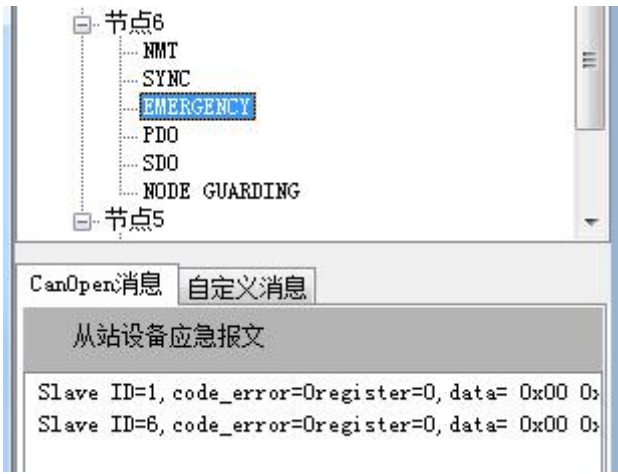 节点6
NMT
SYNC
EMERGENCY
PDO
SDO
NODE GUARDING
节点5
CanOpen消息 自定义消息
从站设备应急报文
Slave ID=1,code_error=0register=0,data= 0x00 0x
Slave ID=6,code_error=0register=0,data= 0x00 0x